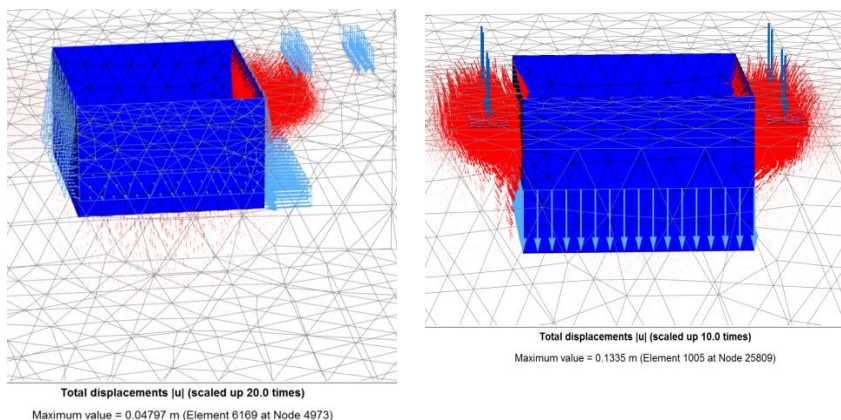 Total displacements |u| (scaled up 20.0 times)
Maximum value = 0.04797 m (Element 6169 at Node 4973)
Total displacements |u| (scaled up 10.0 times)
Maximum value = 0.1335 m (Element 1005 at Node 25809)